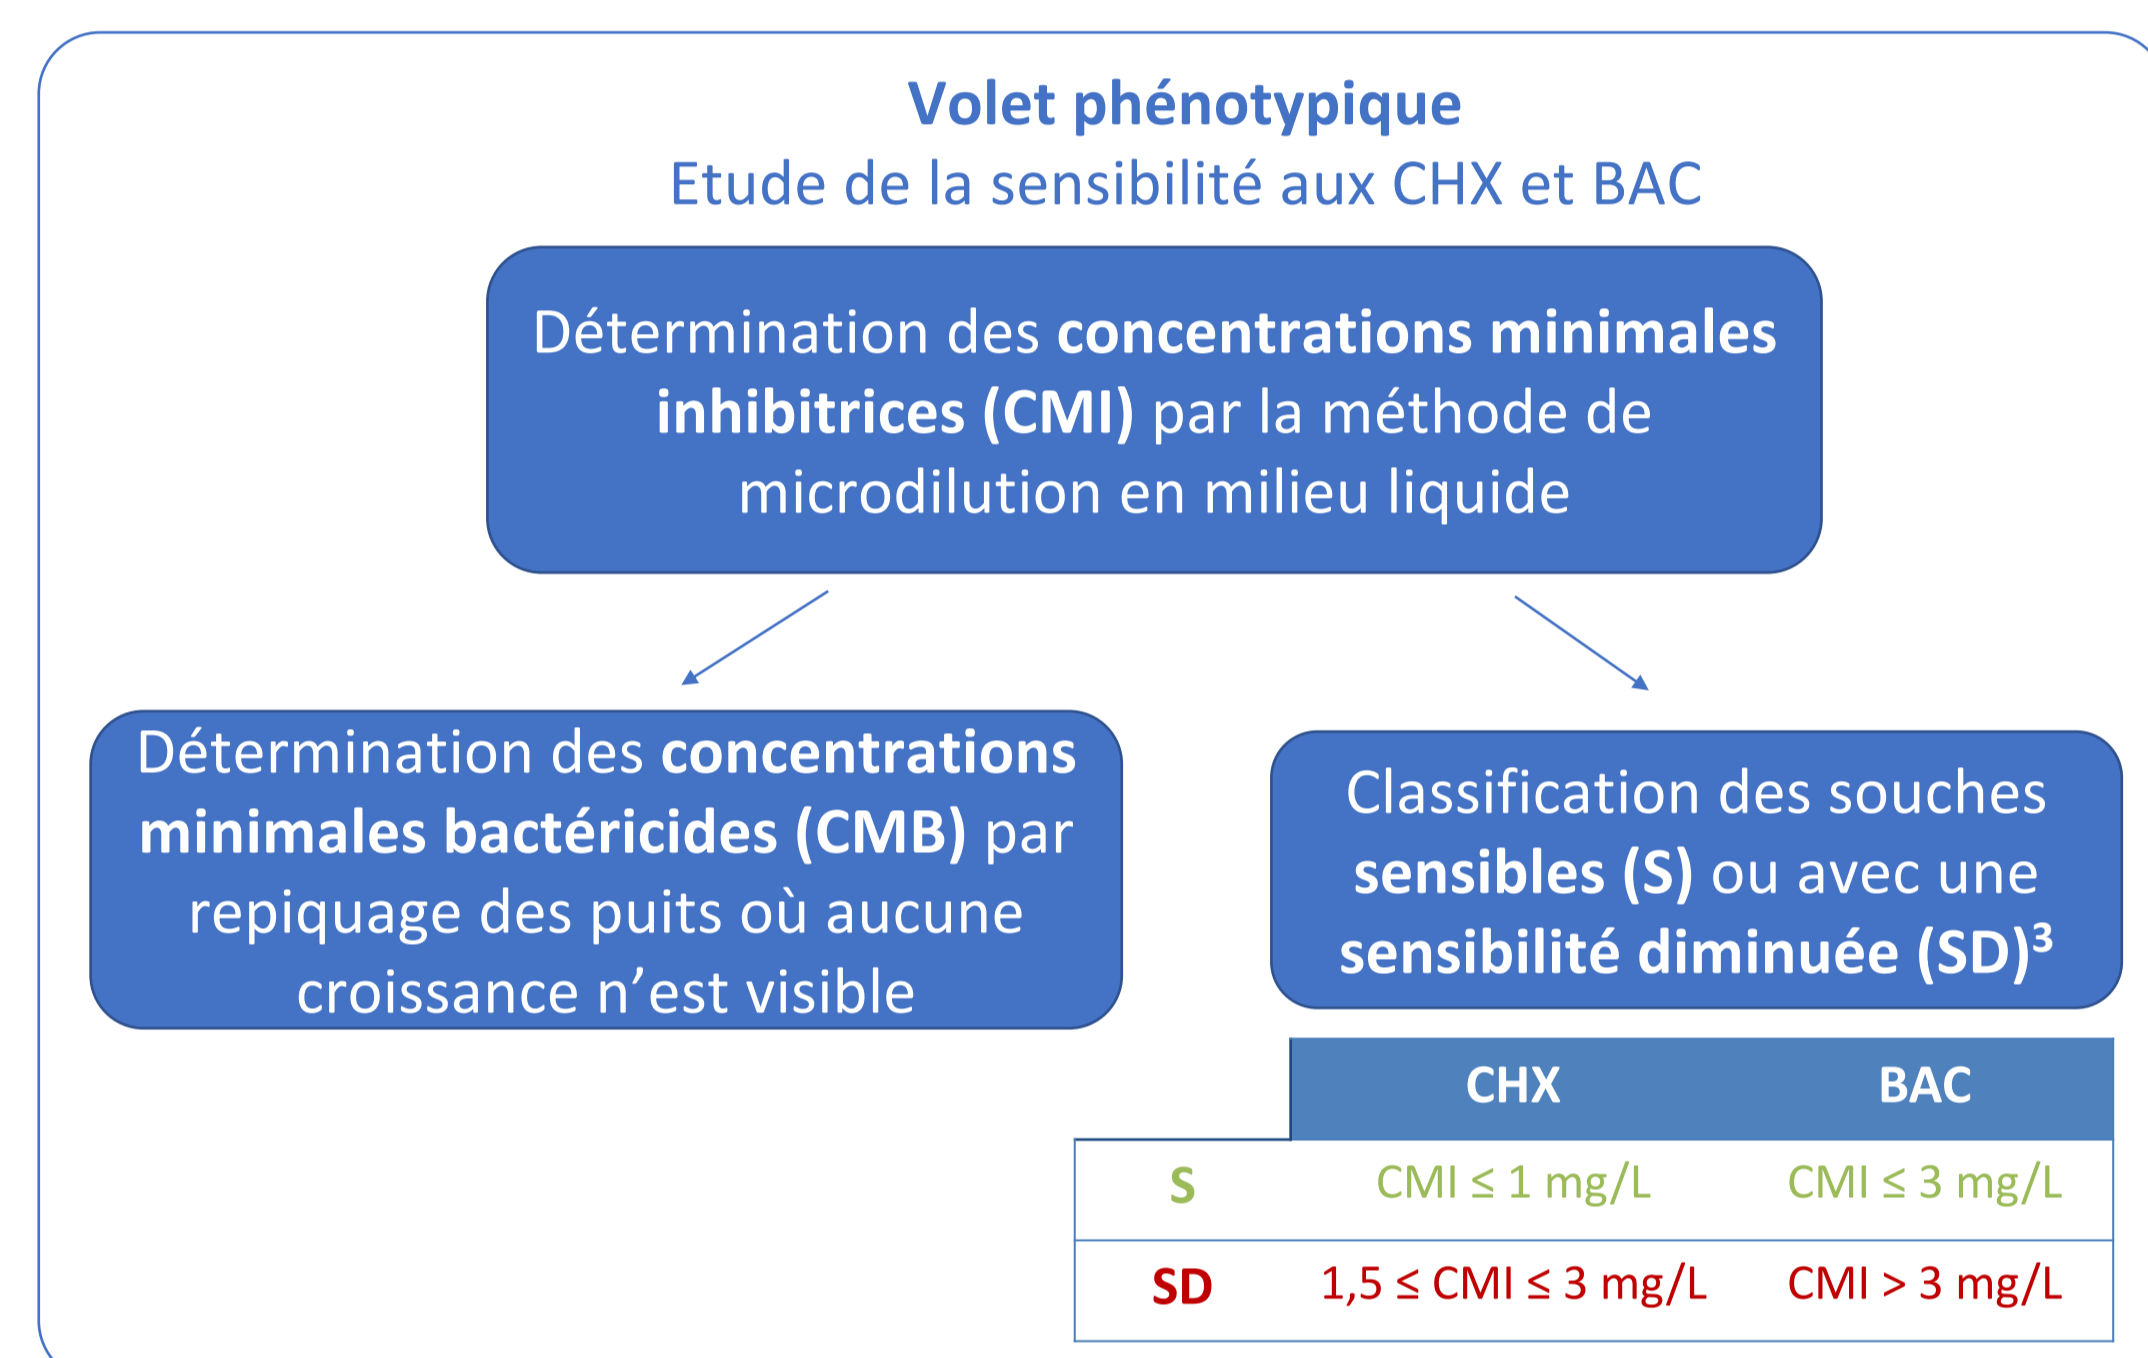 Volet phénotypique
Etude de la sensibilité aux CHX et BAC
Détermination des concentrations minimales
inhibitrices (CMI) par la méthode de
microdilution en milieu liquide
Détermination des concentrations
minimales bactéricides (CMB) par
repiquage des puits où aucune
croissance n’est visible
Classification des souches
sensibles (S) ou avec une
sensibilité diminuée (SD)³
CHX BAC
S CMI ≤ 1 mg/L CMI ≤ 3 mg/L
SD 1,5 ≤ CMI ≤ 3 mg/L CMI > 3 mg/L